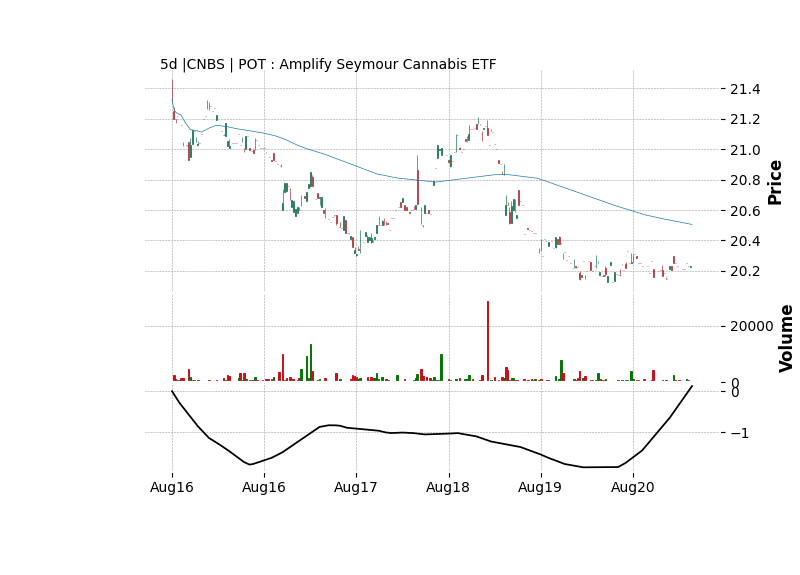 5d |CNBS | POT : Amplify Seymour Cannabis ETF
21.4
21.2
21.0
20.8
20.6
20.4
20.2
Price
20000
0
Volume
0
−1
Aug16 Aug16 Aug17 Aug18 Aug19 Aug20